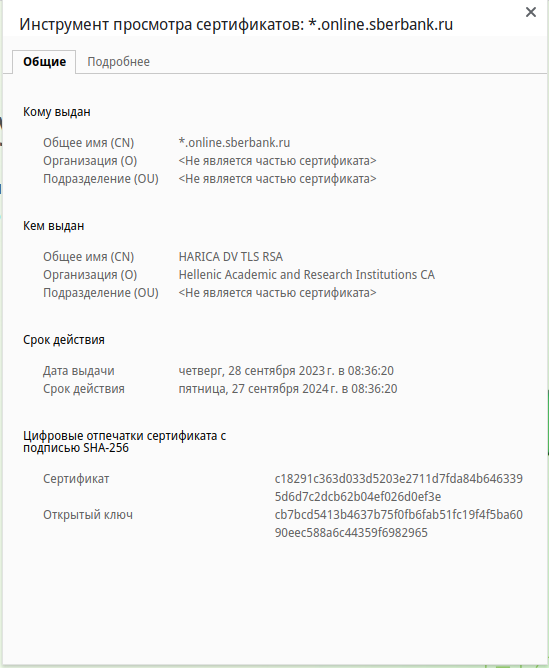 Инструмент просмотра сертификатов: *.online.sberbank.ru
Общие Подробнее
Кому выдан
Общее имя (CN) *.online.sberbank.ru
Организация (O) <Не является частью сертификата>
Подразделение (OU) <Не является частью сертификата>
Кем выдан
Общее имя (CN) HARICA DV TLS RSA
Организация (O) Hellenic Academic and Research Institutions CA
Подразделение (OU) <Не является частью сертификата>
Срок действия
Дата выдачи четверг, 28 сентября 2023 г. в 08:36:20
Срок действия пятница, 27 сентября 2024 г. в 08:36:20
Цифровые отпечатки сертификата с
подписью SHA-256
Сертификат c18291c363d033d5203e2711d7fda84b646339
5d6d7c2dcb62b04ef026d0ef3e
Открытый ключ cb7bcd5413b4637b75f0fb6fab51fc19f4f5ba60
90eec588a6c44359f6982965